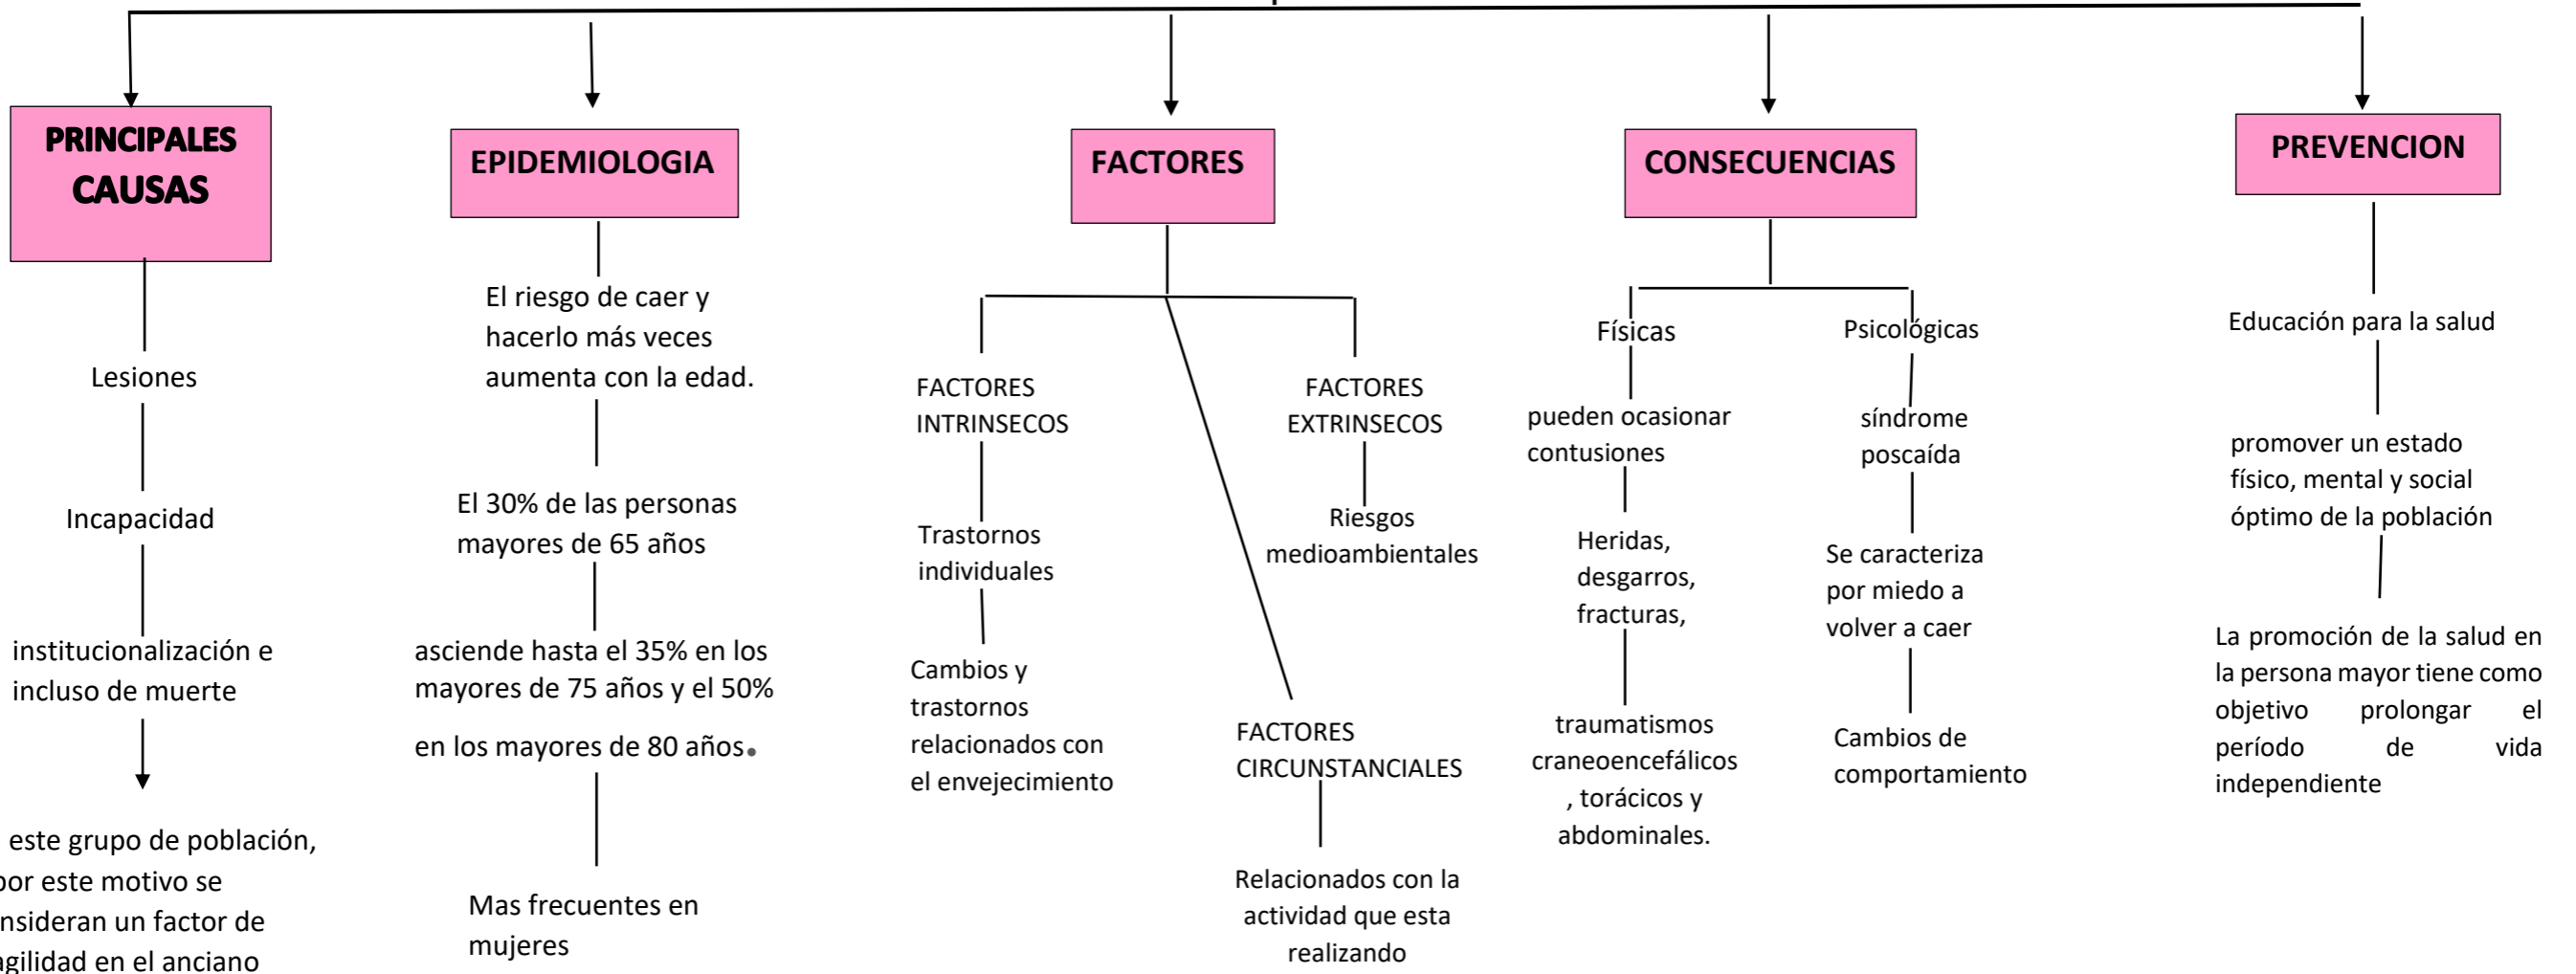 PRINCIPALES
CAUSAS
Lesiones
Incapacidad
institucionalización e
incluso de muerte
este grupo de población,
por este motivo se
un factor de
en el anciano
EPIDEMIOLOGIA
El riesgo de caer y
hacerlo más veces
aumenta con la edad.
El 30% de las personas
mayores de 65 años
asciende hasta el 35% en los
mayores de 75 años y el 50%
en los mayores de 80 años.
Mas frecuentes en
mujeres
FACTORES
FACTORES
INTRINSECOS
Trastornos
individuales
Cambios y
trastornos
relacionados con
el envejecimiento
FACTORES
EXTRINSECOS
Riesgos
medioambientales
FACTORES
CIRCUNSTANCIALES
Relacionados con la
actividad que esta
realizando
CONSECUENCIAS
Físicas
pueden ocasionar
contusiones
Heridas,
desgarros,
fracturas,
traumatismos
craneoencefálicos
, torácicos y
abdominales.
Psicológicas
síndrome
poscaída
Se caracteriza
por miedo a
volver a caer
Cambios de
comportamiento
PREVENCION
Educación para la salud
promover un estado
físico, mental y social
óptimo de la población
La promoción de la salud en
la persona mayor tiene como
objetivo prolongar el
período de vida
independiente